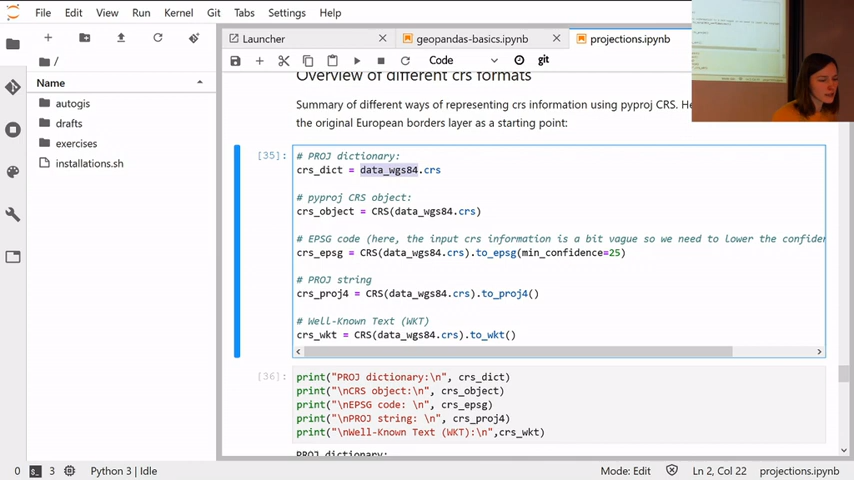 File Edit View Run Kernel Git Tabs Settings Help
Launcher
geopandas-basics.ipynb
projections.ipynb
Code
git
/
Name
autogis
drafts
exercises
installations.sh
Overview of different crs formats
Summary of different ways of representing crs information using pyproj CRS. He
the original European borders layer as a starting point:
[35]:
# PROJ dictionary:
crs_dict = data_wgs84.crs
# pyproj CRS object:
crs_object = CRS(data_wgs84.crs)
# EPSG code (here, the input crs information is a bit vague so we need to lower the confiden
crs_epsg = CRS(data_wgs84.crs).to_epsg(min_confidence=25)
# PROJ string
crs_proj4 = CRS(data_wgs84.crs).to_proj4()
# Well-Known Text (WKT)
crs_wkt = CRS(data_wgs84.crs).to_wkt()
[36]:
print("PROJ dictionary:\n", crs_dict)
print("\nCRS object:\n", crs_object)
print("\nEPSG code: \n", crs_epsg)
print("\nPROJ string: \n", crs_proj4)
print("\nWell-Known Text (WKT):\n",crs_wkt)
PROJ dictionary:
0 3 Python 3 | Idle
Mode: Edit Ln 2, Col 22 projections.ipynb